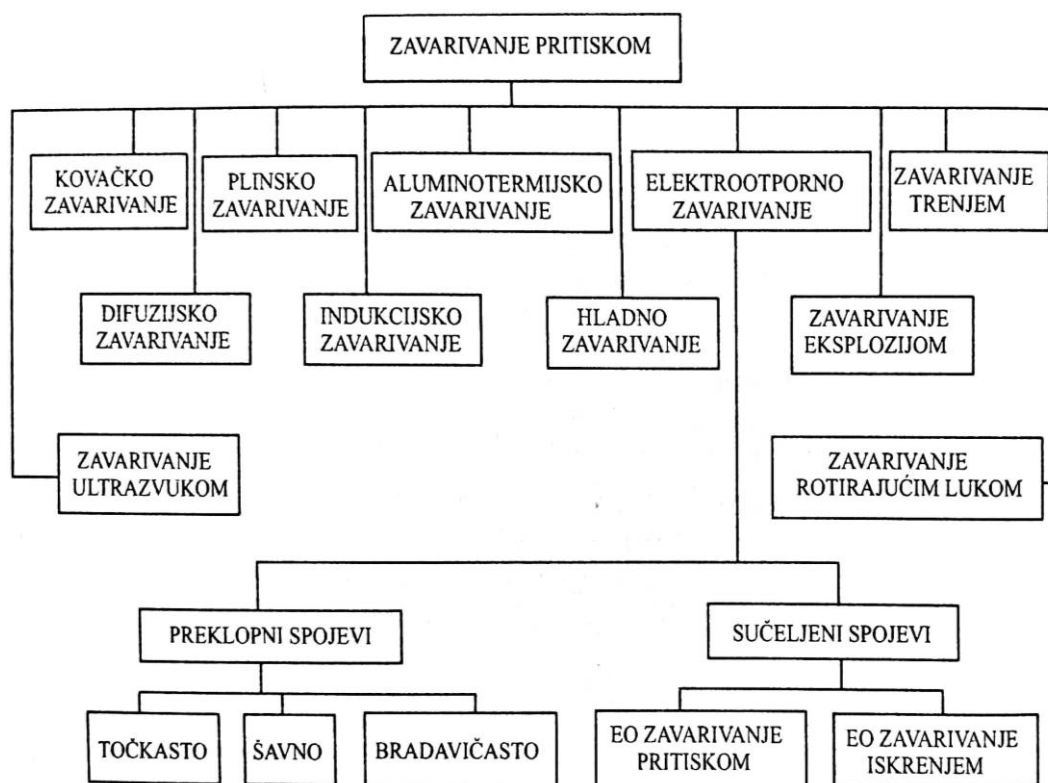 ZAVARIVANJE PRITISKOM
KOVAČKO
ZAVARIVANJE
PLINSKO
ZAVARIVANJE
ALUMINOTERMIJSKO
ZAVARIVANJE
ELEKTROOTPORNO
ZAVARIVANJE
ZAVARIVANJE
TRENJEM
DIFUZIJSKO
ZAVARIVANJE
INDUKCIJSKO
ZAVARIVANJE
HLADNO
ZAVARIVANJE
ZAVARIVANJE
EKSPLOZIJOM
ZAVARIVANJE
ULTRAZVUKOM
ZAVARIVANJE
ROTIRAJUĆIM LUKOM
PREKLOPNI SPOJEVI
SUČELJENI SPOJEVI
TOČKASTO
ŠAVNO
BRADAVIČASTO
EO ZAVARIVANJE
PRITISKOM
EO ZAVARIVANJE
ISKRENJEM